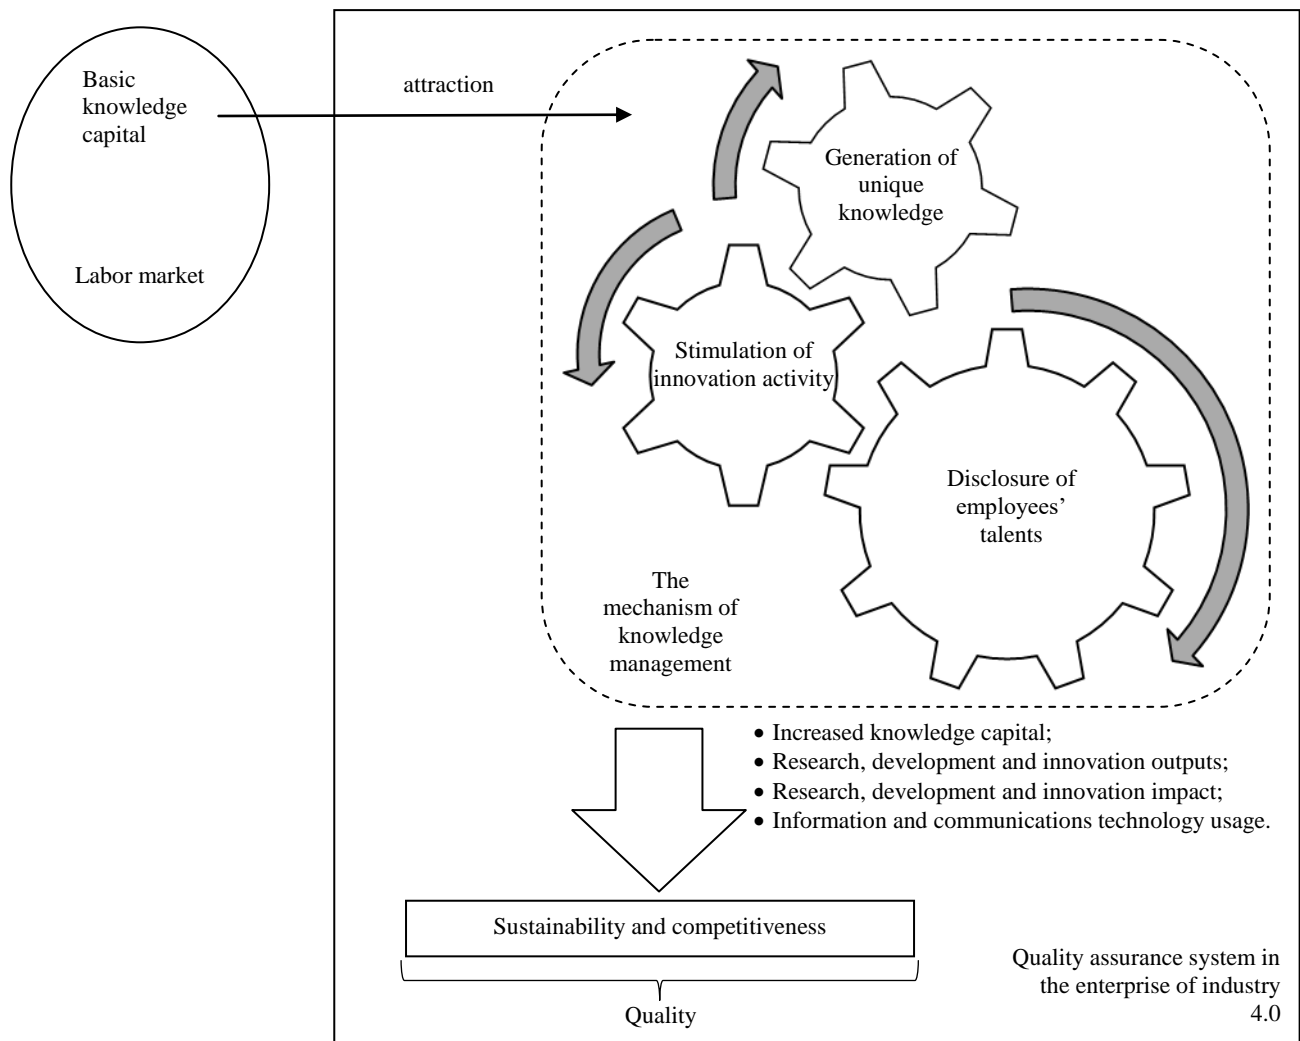 Basic
knowledge
capital
Labor market
attraction
Generation of
unique
knowledge
Stimulation of
innovation activity
Disclosure of
employees’
talents
The
mechanism of
knowledge
management
• Increased knowledge capital;
• Research, development and innovation outputs;
• Research, development and innovation impact;
• Information and communications technology usage.
Sustainability and competitiveness
Quality
Quality assurance system in
the enterprise of industry
4.0